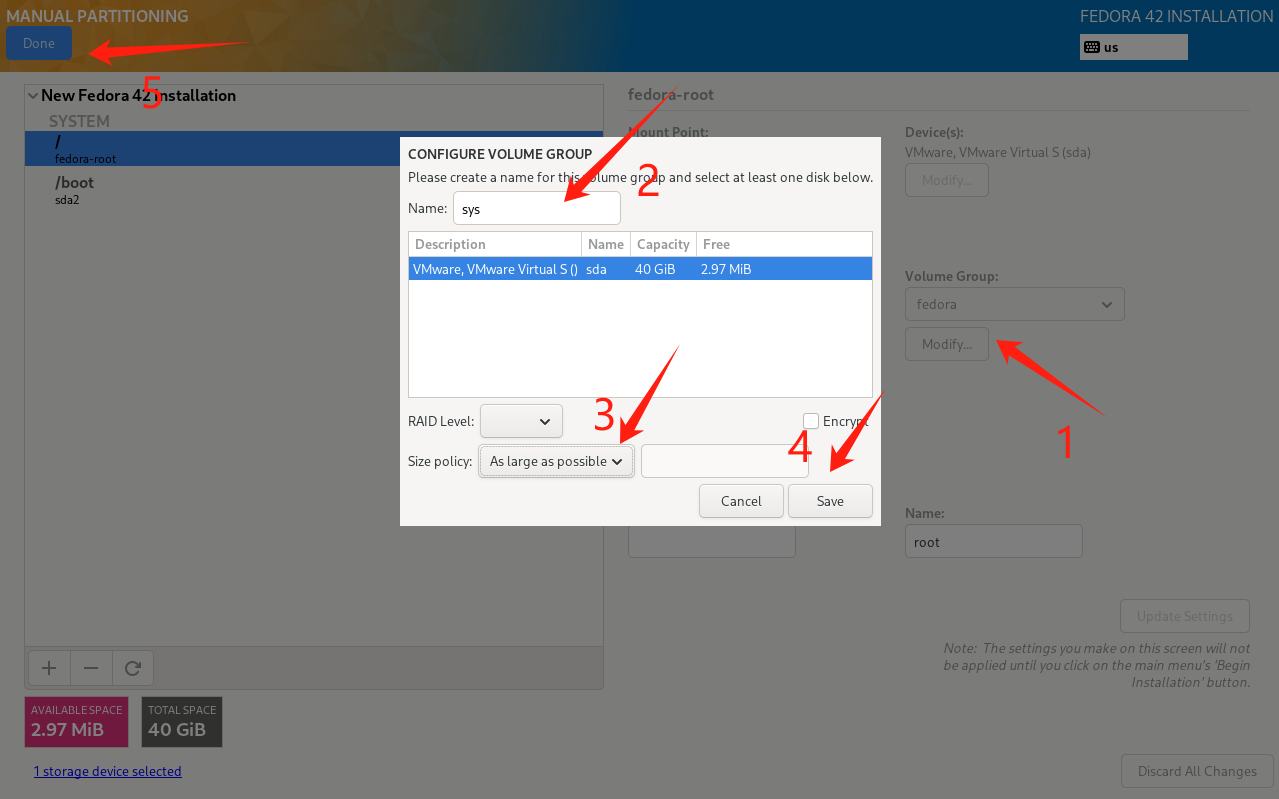 MANUAL PARTITIONING
FEDORA 42 INSTALLATION
Done
us
5
New Fedora 42 Installation
SYSTEM
/
fedora-root
/boot
sda2
fedora-root
Mount Point:
Device(s):
VMware, VMware Virtual S (sda)
Modify...
CONFIGURE VOLUME GROUP
Please create a name for this volume group and select at least one disk below.
2
Name:
sys
Description Name Capacity Free
VMware, VMware Virtual S () sda 40 GiB 2.97 MiB
Volume Group:
fedora
Modify...
1
3
RAID Level:
Encrypt
4
Size policy: As large as possible
Cancel Save
Name:
root
Update Settings
Note: The settings you make on this screen will not
be applied until you click on the main menu's 'Begin
Installation' button.
AVAILABLE SPACE
2.97 MiB
TOTAL SPACE
40 GiB
1 storage device selected
Discard All Changes